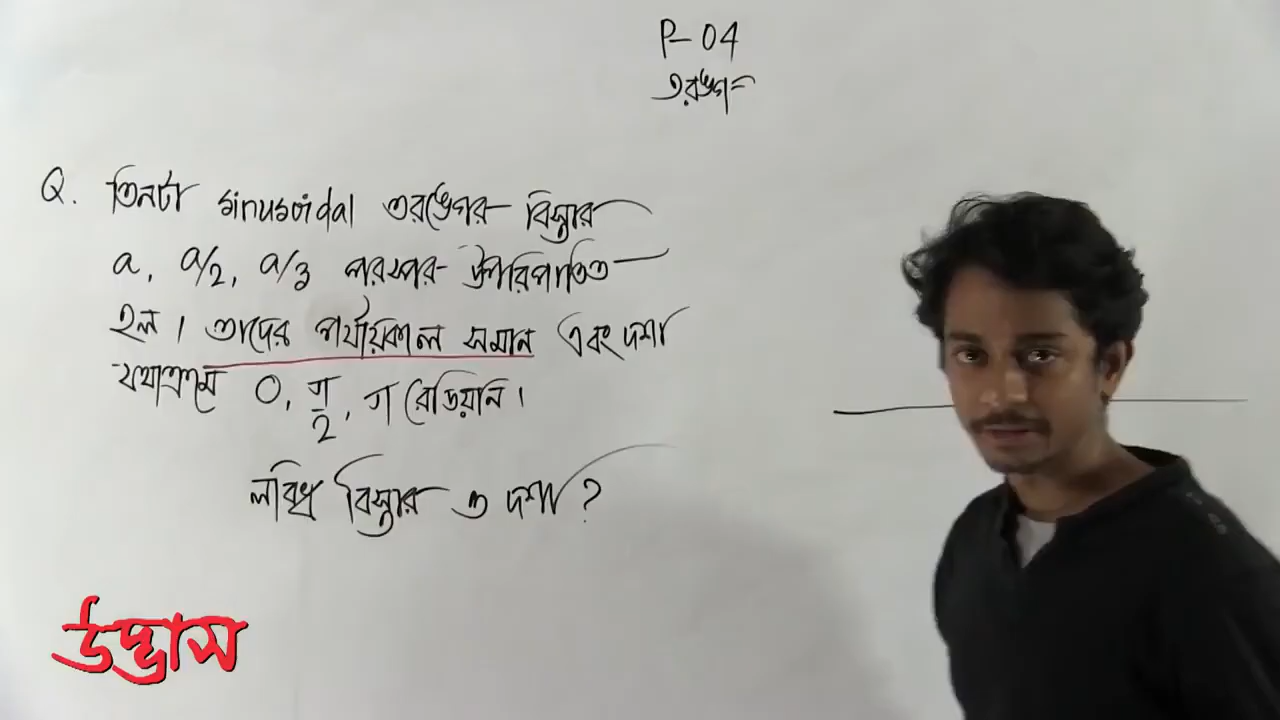 P-04
তরঙ্গ
Q. তিনটা sinusoidal তরঙ্গের বিস্তার
a, a/2, a/3 পরস্পর উপরিপাতিত
হল। তাদের পর্যায়কাল সমান এবং দশা
যথাক্রমে 0, π/2, π রেডিয়ান।
লব্ধি বিস্তার ও দশা?
উদ্ভাস